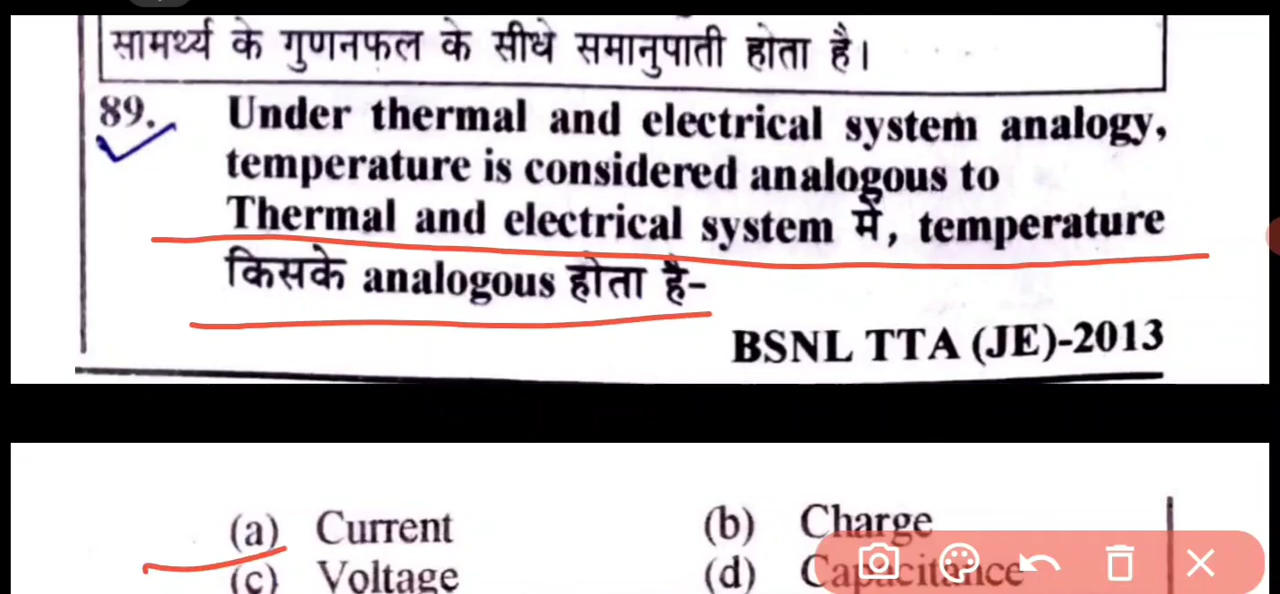 सामर्थ्य के गुणनफल के सीधे समानुपाती होता है।
89. Under thermal and electrical system analogy,
temperature is considered analogous to
Thermal and electrical system में, temperature
किसके analogous होता है-
BSNL TTA (JE)-2013
(a) Current (b) Charge
(c) Voltage (d) Capacitance